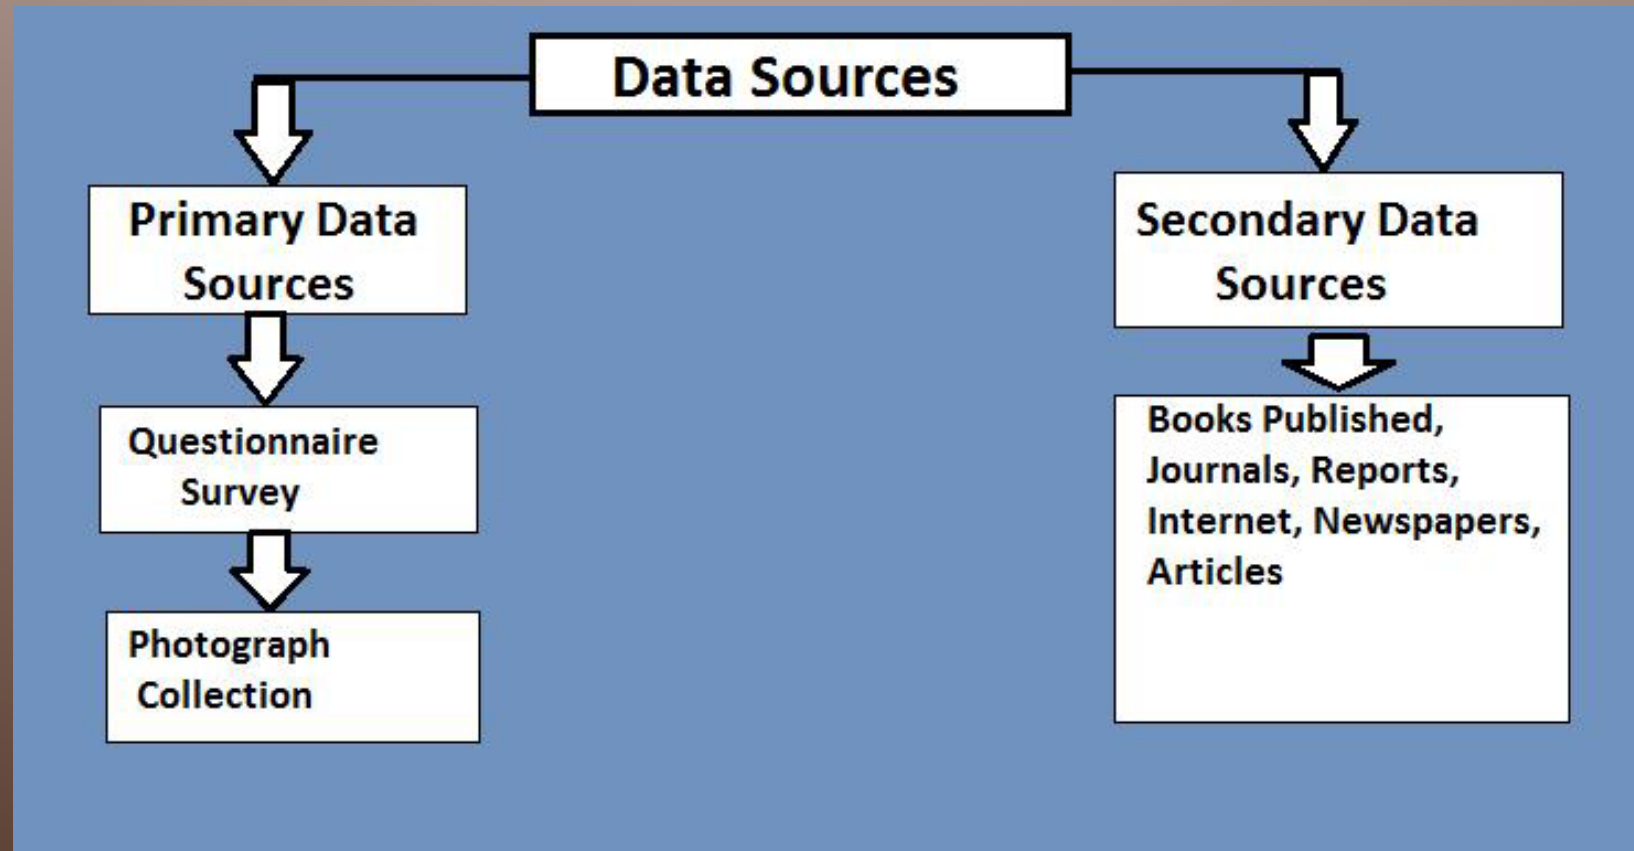 Data Sources
Primary Data
Sources
Questionnaire
Survey
Photograph
Collection
Secondary Data
Sources
Books Published,
Journals, Reports,
Internet, Newspapers,
Articles